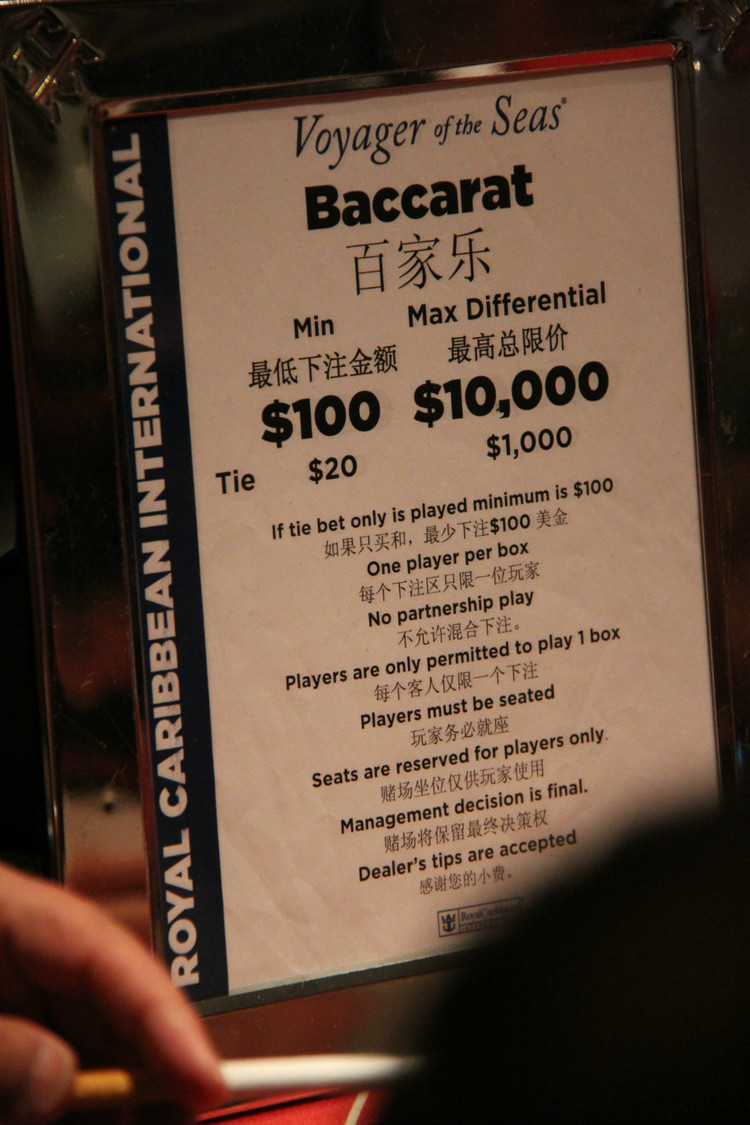 Voyager of the Seas®
Baccarat
百家乐
Min Max Differential
最低下注金额 最高总限价
$100 $10,000
Tie $20 $1,000
If tie bet only is played minimum is $100
如果只买和，最少下注$100 美金
One player per box
每个下注区只限一位玩家
No partnership play
不允许混合下注。
Players are only permitted to play 1 box
每个客人仅限一个下注
Players must be seated
玩家务必就座
Seats are reserved for players only.
赌场坐位仅供玩家使用
Management decision is final.
赌场将保留最终决策权
Dealer's tips are accepted
感谢您的小费。
RoyalCaribbean
ROYAL CARIBBEAN INTERNATIONAL